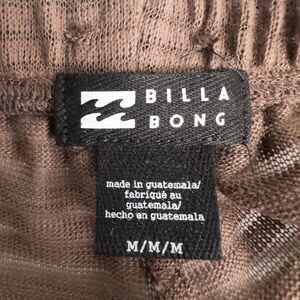 BILLA
BONG
made in guatemala/
fabriqué au
guatemala/
hecho en guatemala
M/M/M